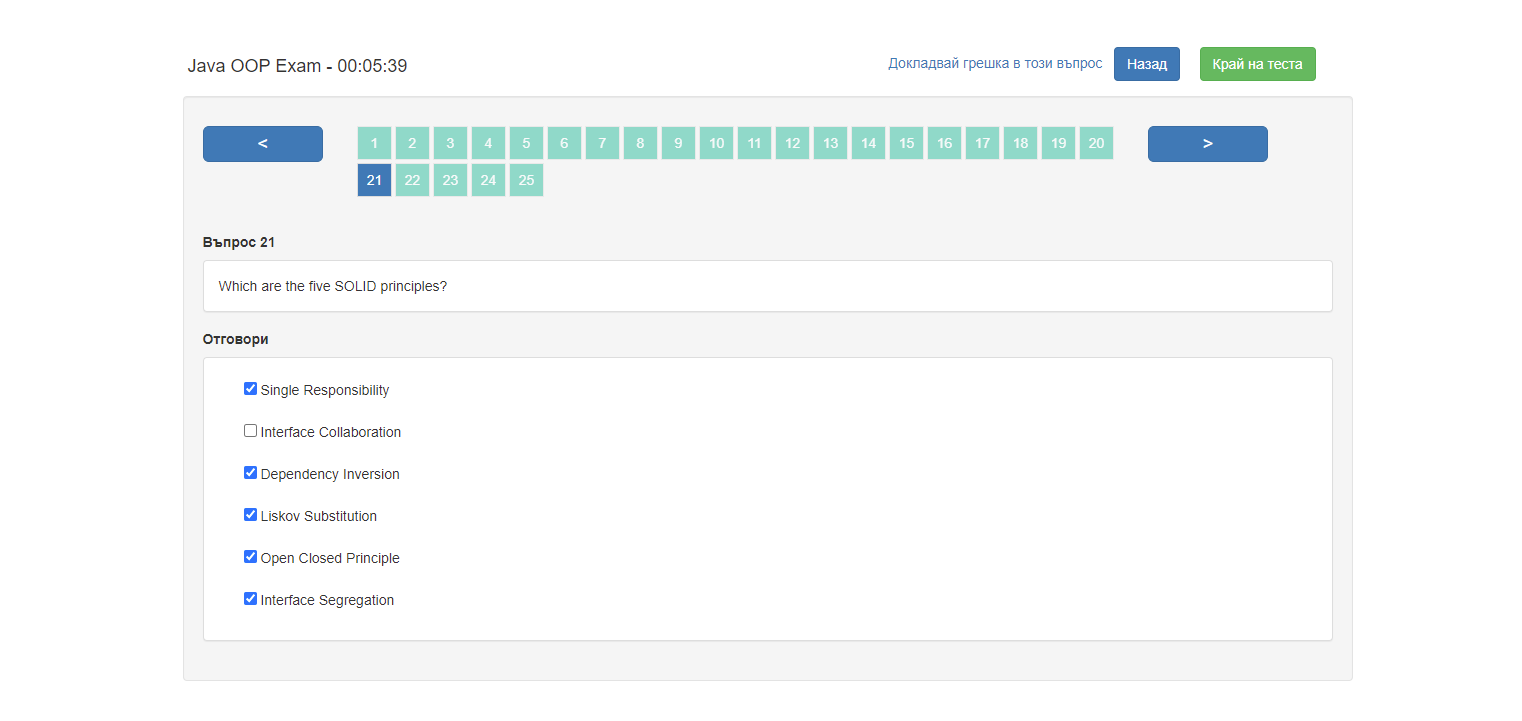 Java OOP Exam - 00:05:39
Докладвай грешка в този въпрос
Назад
Край на теста
<
1 2 3 4 5 6 7 8 9 10 11 12 13 14 15 16 17 18 19 20
>
21 22 23 24 25
Въпрос 21
Which are the five SOLID principles?
Отговори
Single Responsibility
Interface Collaboration
Dependency Inversion
Liskov Substitution
Open Closed Principle
Interface Segregation